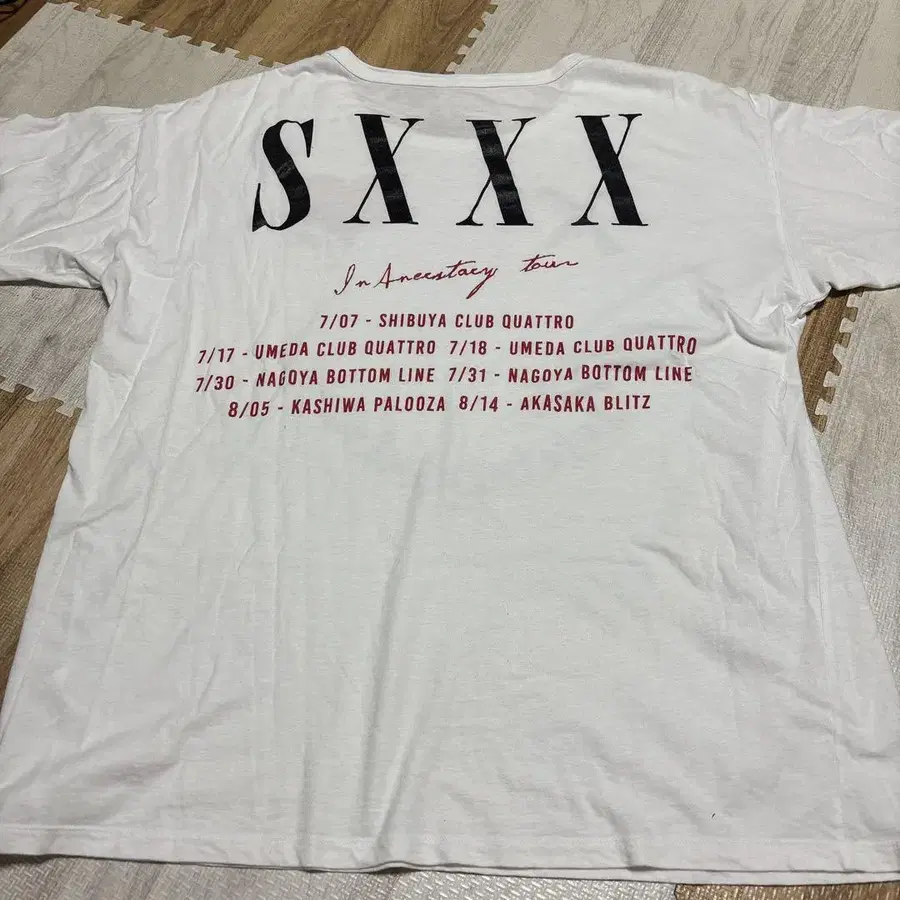 SXXX
In Aneestacy tour
7/07 - SHIBUYA CLUB QUATTRO
7/17 - UMEDA CLUB QUATTRO 7/18 - UMEDA CLUB QUATTRO
7/30 - NAGOYA BOTTOM LINE 7/31 - NAGOYA BOTTOM LINE
8/05 - KASHIWA PALOOZA 8/14 - AKASAKA BLITZ